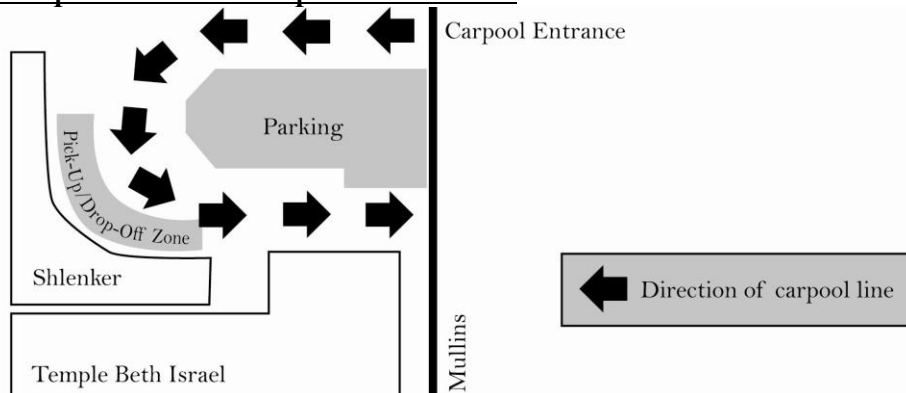 Carpool Entrance
Parking
Pick-Up/Drop-Off Zone
Shlenker
Direction of carpool line
Mullins
Temple Beth Israel